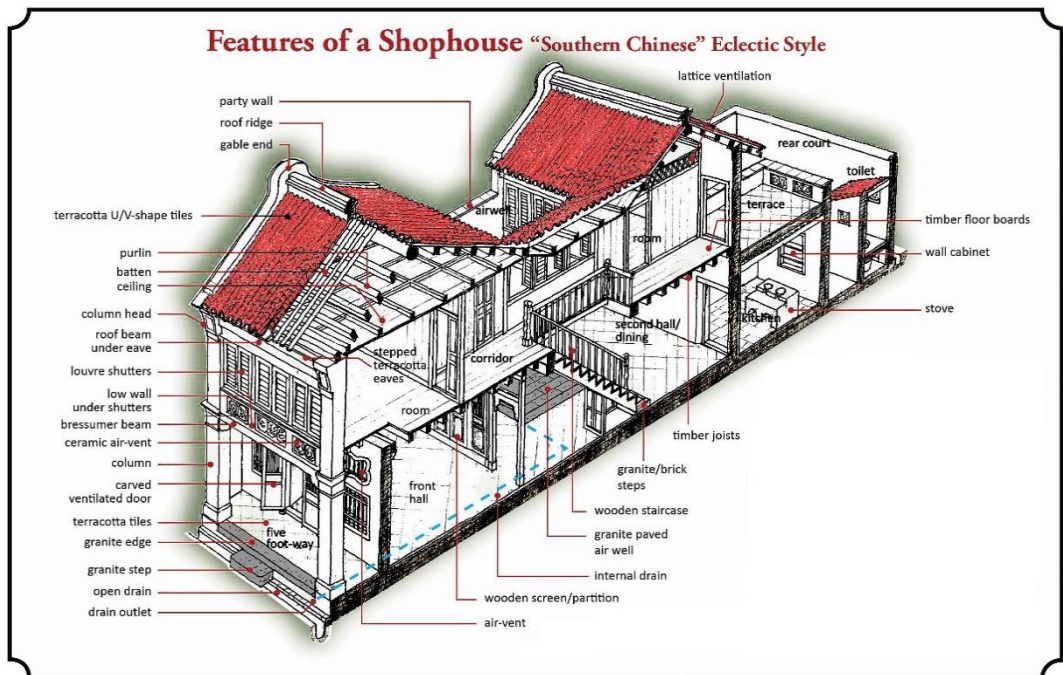 Features of a Shophouse “Southern Chinese” Eclectic Style
lattice ventilation
party wall
roof ridge
gable end
rear court
toilet
airwell
terrace
terracotta U/V-shape tiles
timber floor boards
room
purlin
wall cabinet
batten
ceiling
stove
column head
second hall/
dining
kitchen
roof beam
under eave
stepped
terracotta
eaves
corridor
louvre shutters
low wall
under shutters
room
bressumer beam
timber joists
ceramic air-vent
column
granite/brick
steps
carved
ventilated door
front
hall
wooden staircase
terracotta tiles
five
foot-way
granite paved
air well
granite edge
internal drain
granite step
open drain
wooden screen/partition
drain outlet
air-vent